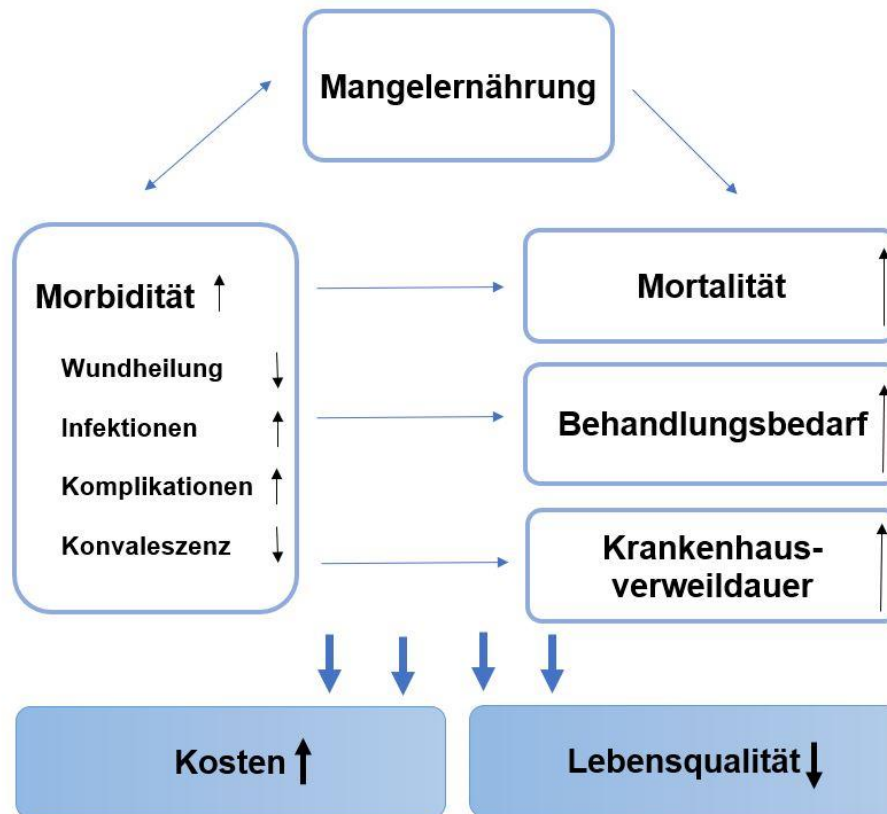 Mangelernährung
Morbidität ↑
Wundheilung ↓
Infektionen ↑
Komplikationen ↑
Konvaleszenz ↓
Mortalität ↑
Behandlungsbedarf ↑
Krankenhaus-
verweildauer ↑
Kosten ↑
Lebensqualität ↓